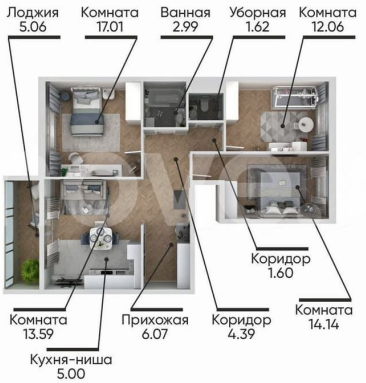 Лоджия
5.06
Комната
17.01
Ванная
2.99
Уборная
1.62
Комната
12.06
Коридор
1.60
Комната
13.59
Прихожая
6.07
Коридор
4.39
Комната
14.14
Кухня-ниша
5.00